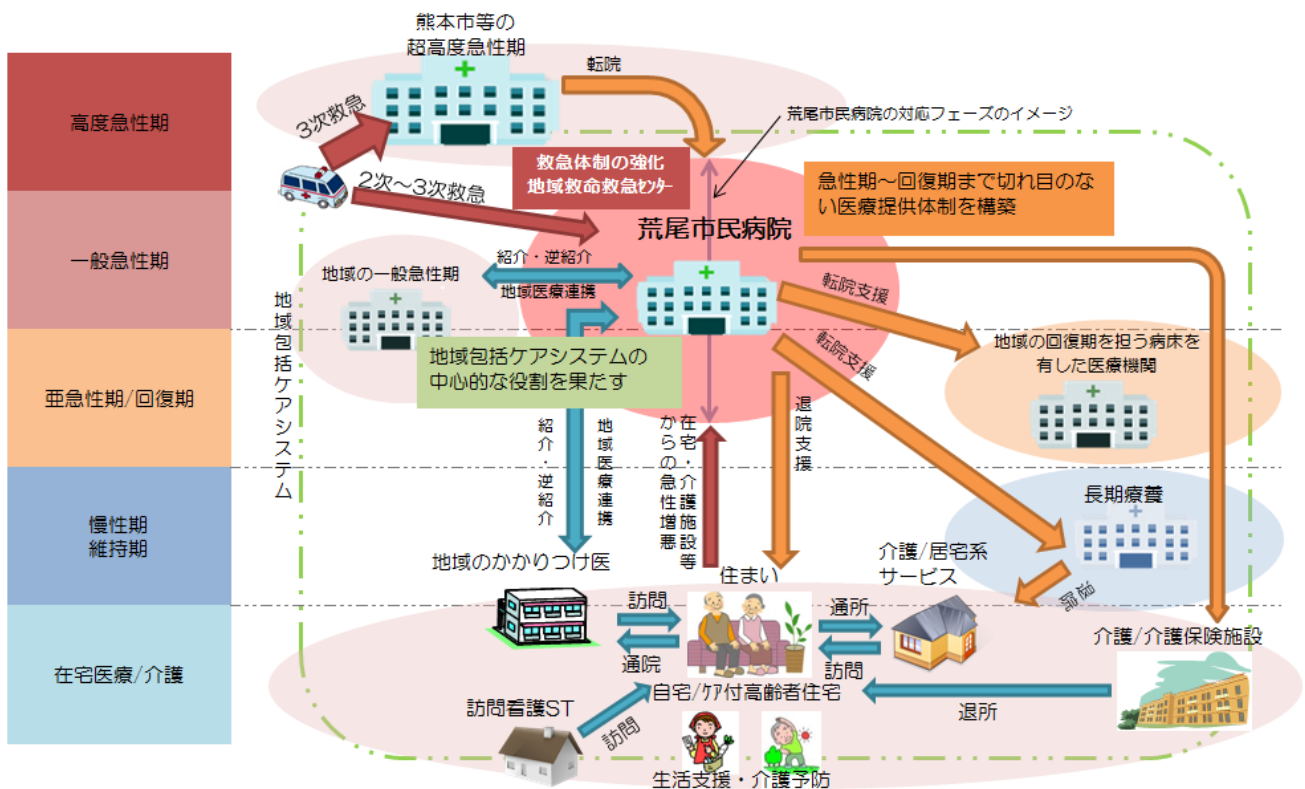 熊本市等の
超高度急性期
転院
高度急性期
3次救急
荒尾市民病院の対応フェーズのイメージ
救急体制の強化
地域救命救急ｾﾝﾀｰ
2次～3次救急
急性期～回復期まで切れ目のな
い医療提供体制を構築
荒尾市民病院
一般急性期
紹介・逆紹介
地域医療連携
地域の一般急性期
転院支援
地域包括ケアシステム
地域包括ケアシステムの
中心的な役割を果たす
転院支援
地域の回復期を担う病床を
有した医療機関
亜急性期/回復期
退院支援
紹介・逆紹介
地域医療連携
在宅・介護施設等
からの急性増悪
長期療養
慢性期
維持期
地域のかかりつけ医
住まい
介護/居宅系
サービス
退院
訪問
通所
介護/介護保険施設
在宅医療/介護
通院
訪問
自宅/ｹｱ付高齢者住宅
退所
訪問看護ST
訪問
生活支援・介護予防